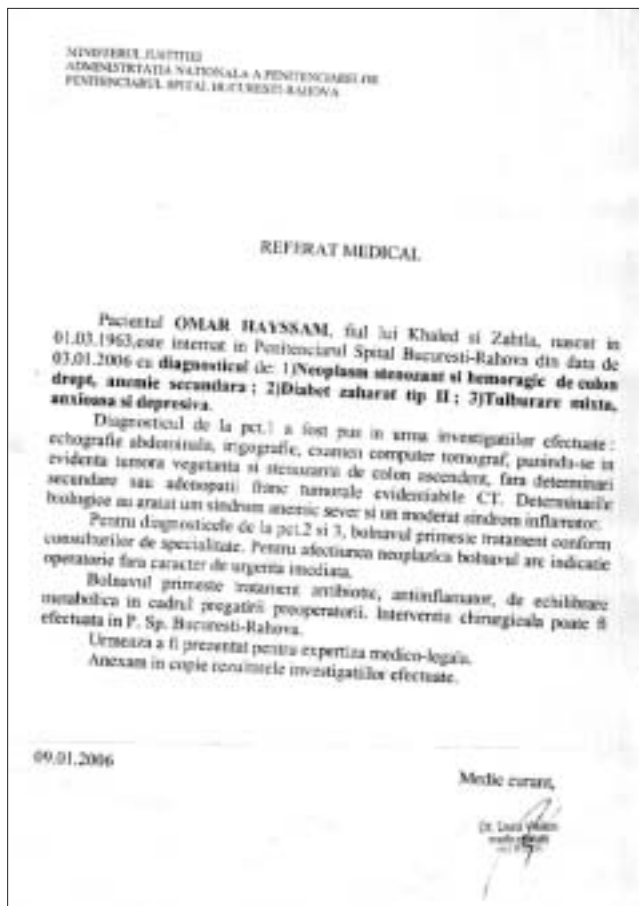 MINISTERUL JUSTITIEI
ADMINISTRATIA NATIONALA A PENITENCIARELOR
PENITENCIARUL SPITAL BUCURESTI-RAHOVA
REFERAT MEDICAL
Pacientul OMAR HAYSSAM, fiul lui Khaled si Zahila, nascut in
01.03.1963,este internat in Penitenciarul Spital Bucuresti-Rahova din data de
03.01.2006 cu diagnosticul de: 1)Neoplasm stenozant si hemoragic de colon
drept, anemie secundara ; 2)Diabet zaharat tip II ; 3)Tulburare mixta,
anxioasa si depresiva.
Diagnosticul de la pct.1 a fost pus in urma investigatiilor efectuate :
echografie abdominala, irigografie, examen computer tomograf, punindu-se in
evidenta tumora vegetanta si stenozanta de colon ascendent, fara determinari
secundare sau adenopatii franc tumorale evidentiabile CT. Determinarile
biologice au aratat un sindrom anemic sever si un moderat sindrom inflamator.
Pentru diagnosticele de la pct.2 si 3, bolnavul primeste tratament conform
consulturilor de specialitate. Pentru afectiunea neoplazica bolnavul are indicatie
operatorie fara caracter de urgenta imediata.
Bolnavul primeste tratament antibiotic, antiinflamator, de echilibrare
metabolica in cadrul pregatirii preoperatorii. Interventia chirurgicala poate fi
efectuata in P. Sp. Bucuresti-Rahova.
Urmeaza a fi prezentat pentru expertiza medico-legala.
Anexam in copie rezultatele investigatiilor efectuate.
09.01.2006
Medic curant,
Dr.